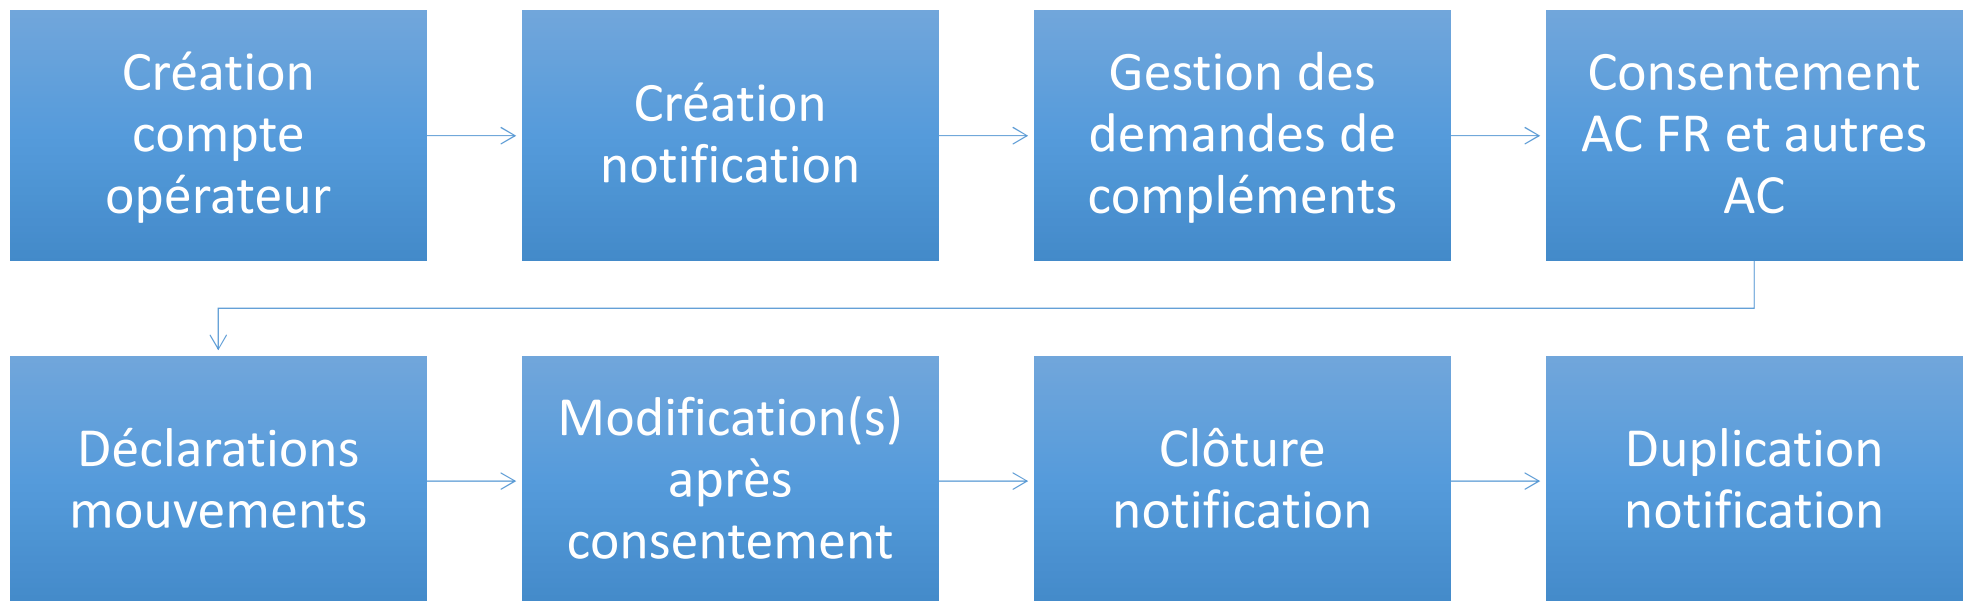 Création
compte
opérateur
Création
notification
Gestion des
demandes de
compléments
Consentement
AC FR et autres
AC
Déclarations
mouvements
Modification(s)
après
consentement
Clôture
notification
Duplication
notification